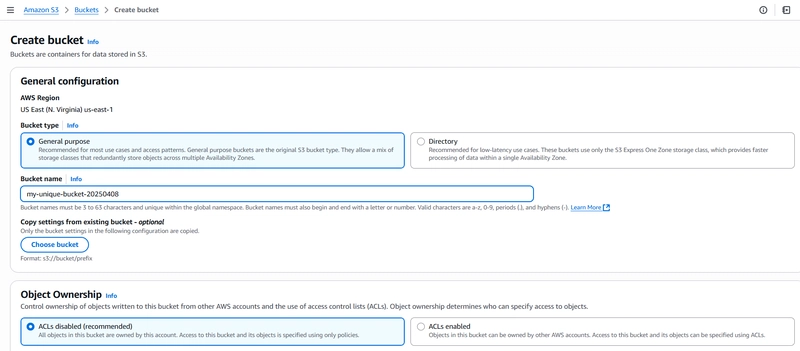 Amazon S3 > Buckets > Create bucket
Create bucket Info
Buckets are containers for data stored in S3.
General configuration
AWS Region
US East (N. Virginia) us-east-1
Bucket type Info
General purpose
Recommended for most use cases and access patterns. General purpose buckets are the original S3 bucket type. They allow a mix of
storage classes that redundantly store objects across multiple Availability Zones.
Directory
Recommended for low-latency use cases. These buckets use only the S3 Express One Zone storage class, which provides faster
processing of data within a single Availability Zone.
Bucket name Info
my-unique-bucket-20250408
Bucket names must be 3 to 63 characters and unique within the global namespace. Bucket names must also begin and end with a letter or number. Valid characters are a-z, 0-9, periods (.), and hyphens (-). Learn More
Copy settings from existing bucket - optional
Only the bucket settings in the following configuration are copied.
Choose bucket
Format: s3://bucket/prefix
Object Ownership Info
Control ownership of objects written to this bucket from other AWS accounts and the use of access control lists (ACLs). Object ownership determines who can specify access to objects.
ACLs disabled (recommended)
All objects in this bucket are owned by this account. Access to this bucket and its objects is specified using only policies.
ACLs enabled
Objects in this bucket can be owned by other AWS accounts. Access to this bucket and its objects can be specified using ACLs.